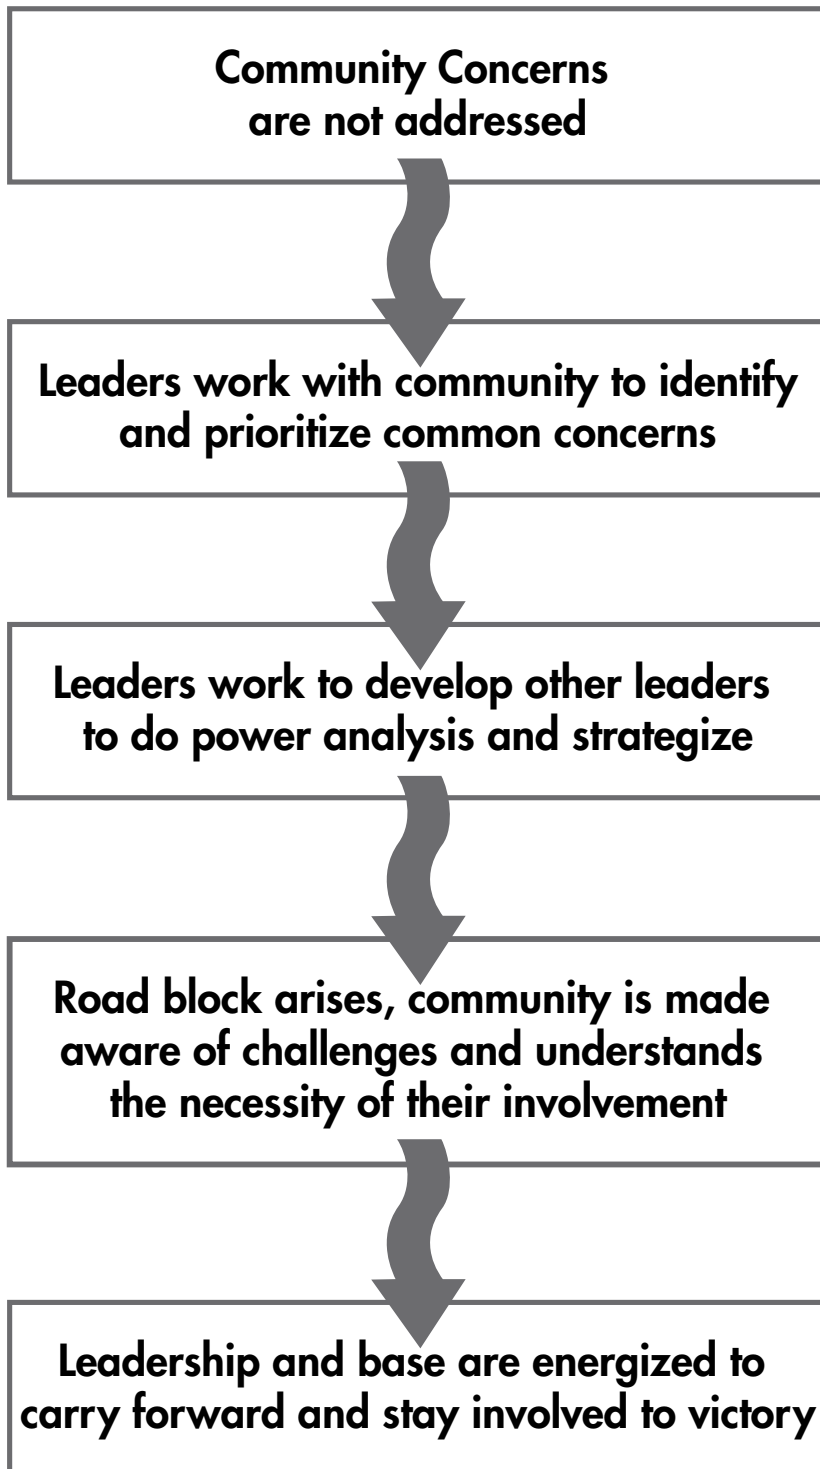 Community Concerns
are not addressed
Leaders work with community to identify
and prioritize common concerns
Leaders work to develop other leaders
to do power analysis and strategize
Road block arises, community is made
aware of challenges and understands
the necessity of their involvement
Leadership and base are energized to
carry forward and stay involved to victory